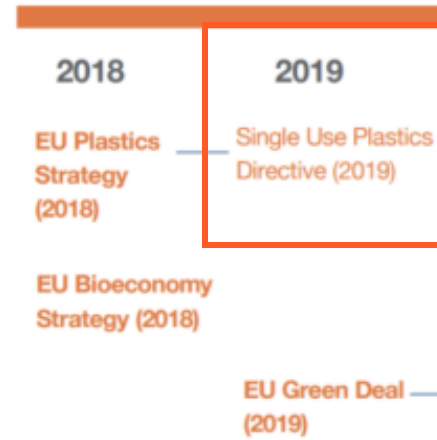 2018
2019
EU Plastics
Strategy
(2018)
Single Use Plastics
Directive (2019)
EU Bioeconomy
Strategy (2018)
EU Green Deal
(2019)